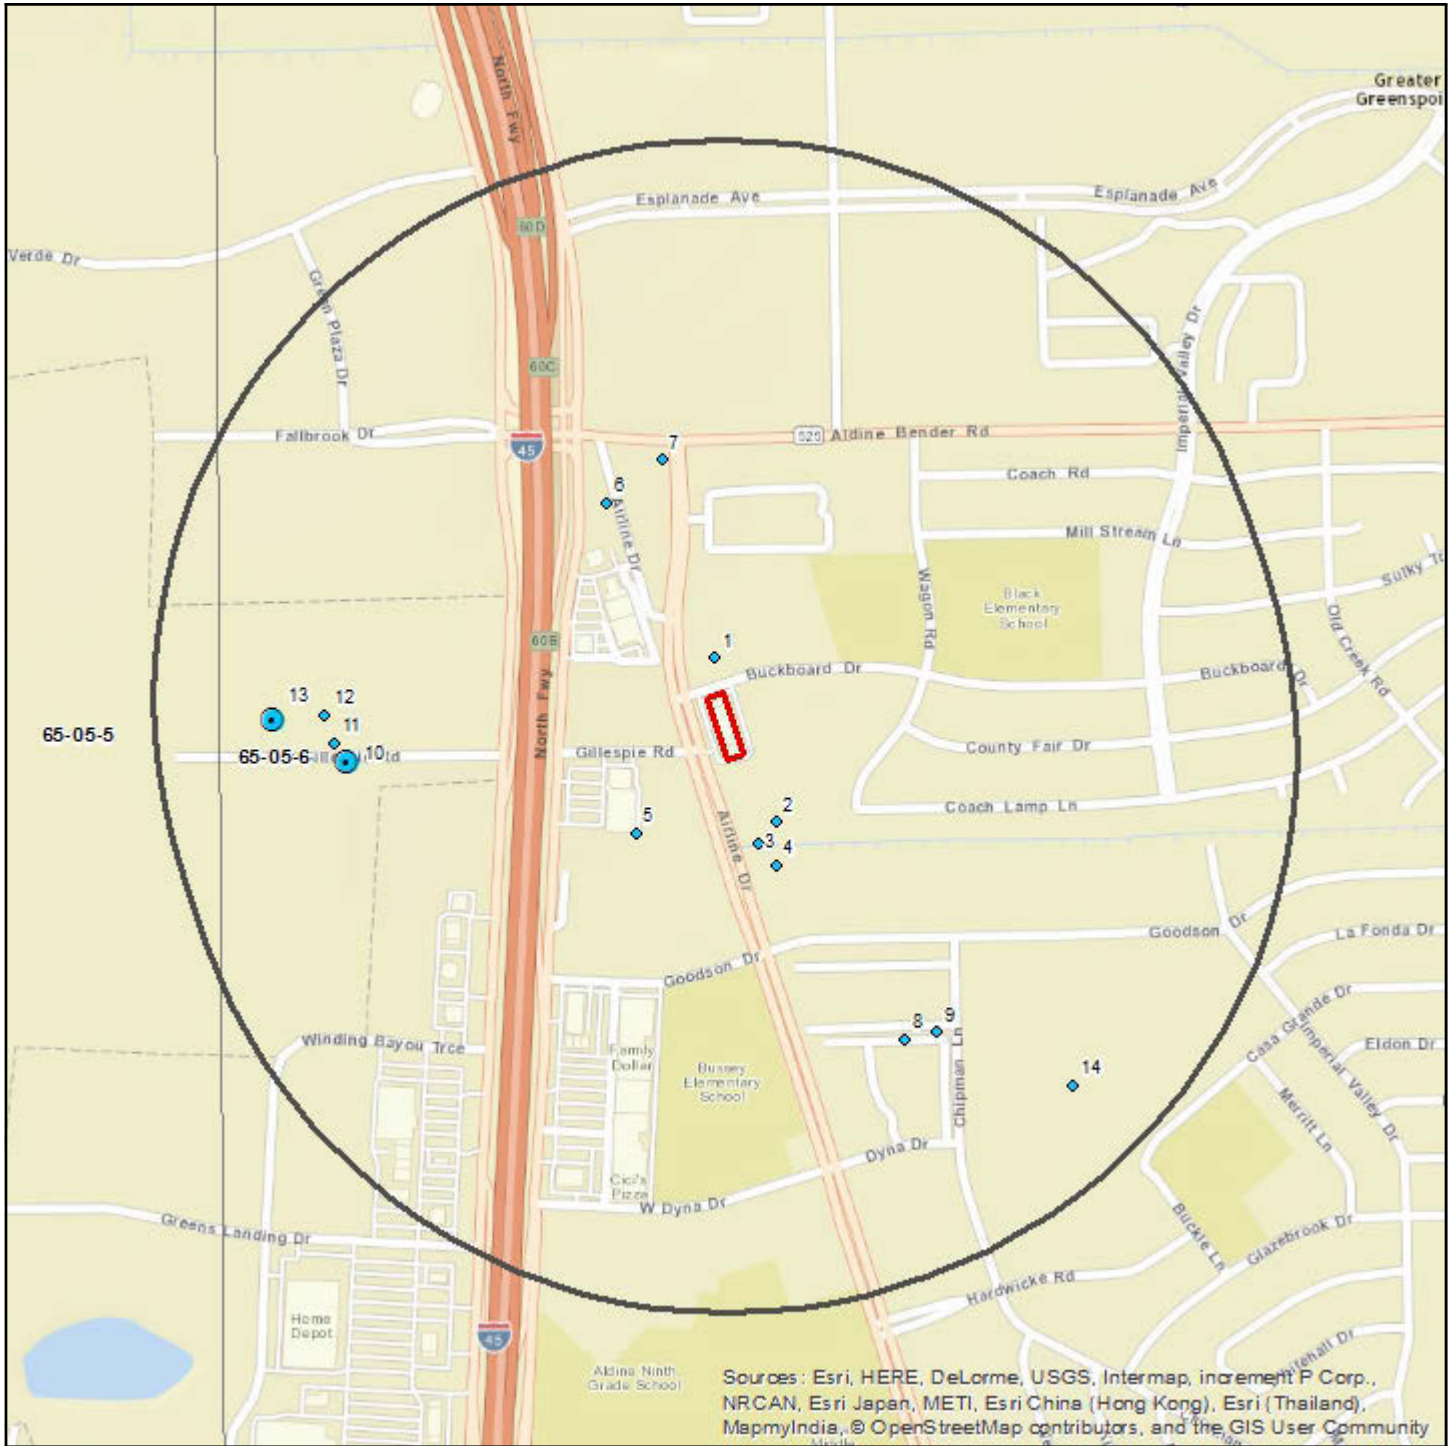 Greater
Greenspoi
North Fwy
Esplanade Ave
Esplanade Ave
60D
Verde Dr
Green Plaza Dr
Imperial Valley Dr
60C
Fallbrook Dr
45
7
525
Aldine Bender Rd
Coach Rd
6
Airline Dr
Mill Stream Ln
Sulky
Wagon Rd
Black
Elementary
School
Old Creek Rd
60B
1
Buckboard Dr
Buckboard Dr
13
12
11
65-05-5
65-05-6
10
North Fwy
Gillespie Rd
County Fair Dr
Coach Lamp Ln
2
5
3
4
Airline Dr
Goodson Dr
La Fonda Dr
Goodson Dr
Casa Grande Dr
8
9
Winding Bayou Trce
Family
Dollar
Bussey
Elementary
School
Chipman Ln
14
Imperial Valley Dr
Eldon Dr
Merritt Ln
Dyna Dr
Cici's
Pizza
W Dyna Dr
Buckle Ln
Glazebrook Dr
Greens Landing Dr
Hardwicke Rd
Home
Depot
45
Aldine Ninth
Grade School
Sources: Esri, HERE, DeLorme, USGS, Intermap, increment P Corp.,
NRCAN, Esri Japan, METI, Esri China (Hong Kong), Esri (Thailand),
MapmyIndia, © OpenStreetMap contributors, and the GIS User Community
Middle